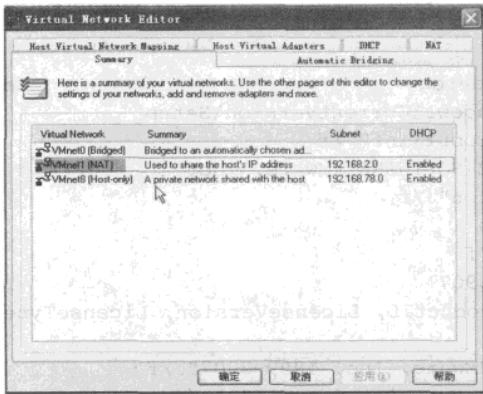 Virtual Network Editor
Host Virtual Network Mapping Host Virtual Adapters DHCP NAT
Summary Automatic Bridging
Here is a summary of your virtual networks. Use the other pages of this editor to change the
settings of your networks, add and remove adapters and more.
Virtual Network Summary Subnet DHCP
VMnet0 (Bridged) Bridged to an automatically chosen ad...
VMnet1 (NAT) Used to share the host's IP address 192.168.2.0 Enabled
VMnet8 (Host-only) A private network shared with the host 192.168.78.0 Enabled
确定 取消 应用(A) 帮助